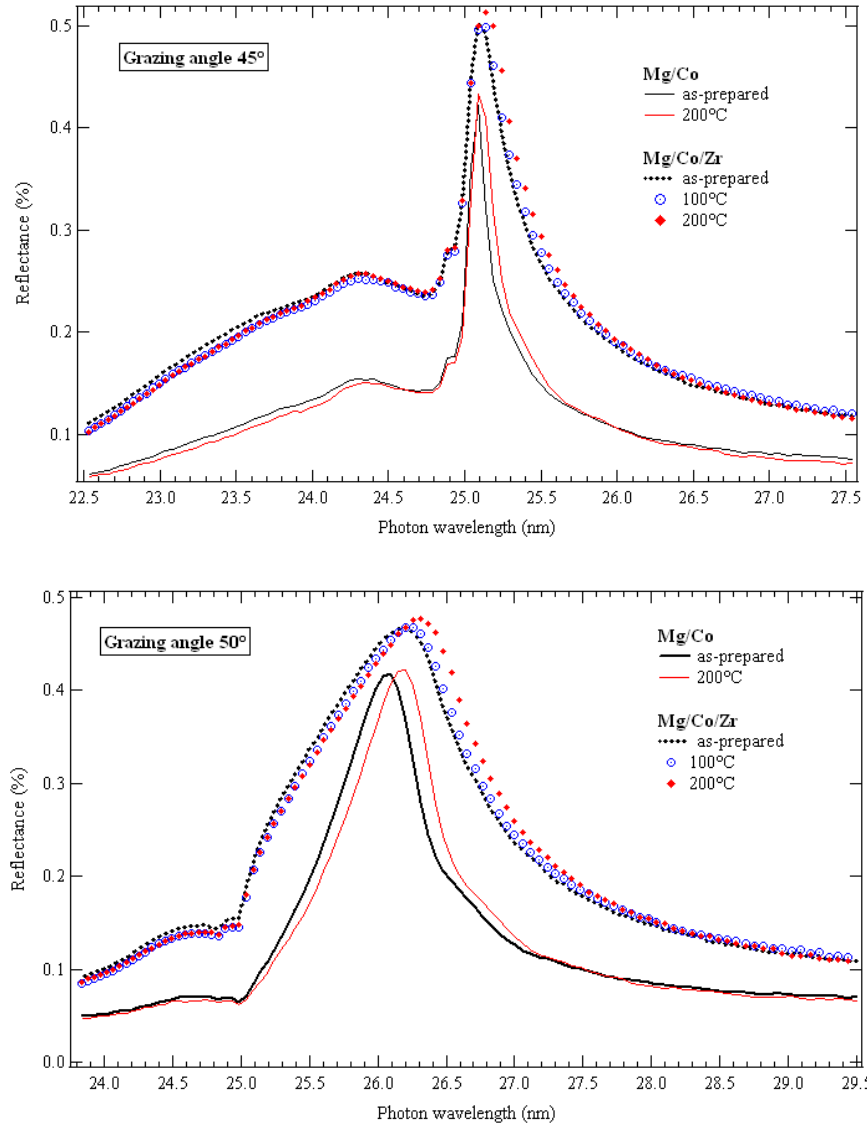 0.5
Grazing angle 45°
Mg/Co
as-prepared
200°C
Mg/Co/Zr
as-prepared
100°C
200°C
0.4
0.3
0.2
0.1
Reflectance (%)
22.5 23.0 23.5 24.0 24.5 25.0 25.5 26.0 26.5 27.0 27.5
Photon wavelength (nm)
0.5
Grazing angle 50°
Mg/Co
as-prepared
200°C
Mg/Co/Zr
as-prepared
100°C
200°C
0.4
0.3
0.2
0.1
0.0
Reflectance (%)
24.0 24.5 25.0 25.5 26.0 26.5 27.0 27.5 28.0 28.5 29.0 29.5
Photon wavelength (nm)